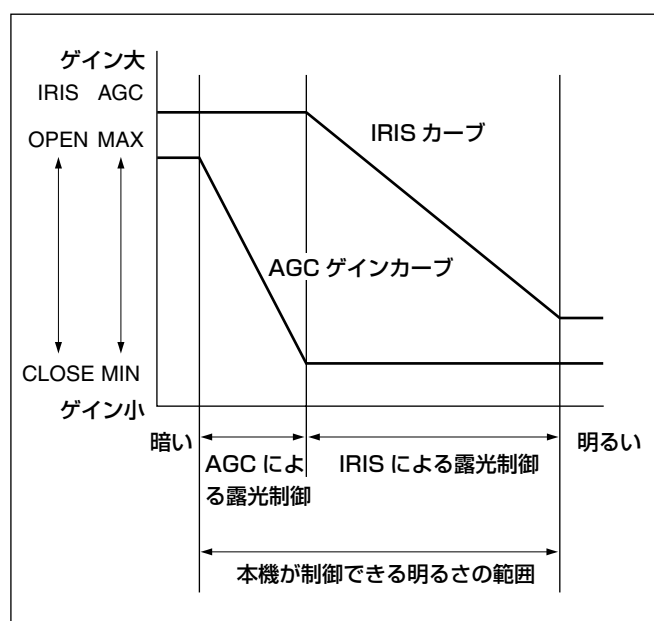 ゲイン大
IRIS AGC
OPEN MAX
IRIS カーブ
AGC ゲインカーブ
CLOSE MIN
ゲイン小
暗い
明るい
AGC によ
る露光制御
IRIS による露光制御
本機が制御できる明るさの範囲